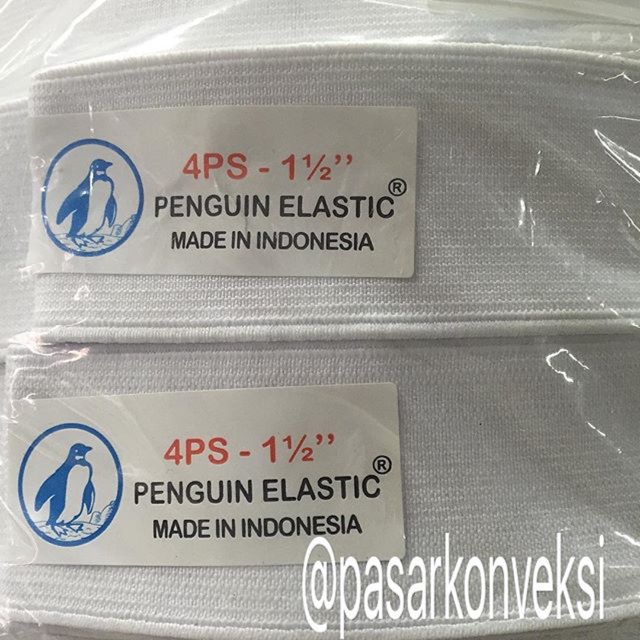 4PS - 1½’’
PENGUIN ELASTIC®
MADE IN INDONESIA
4PS - 1½’’
PENGUIN ELASTIC®
MADE IN INDONESIA
@pasarkonveksi